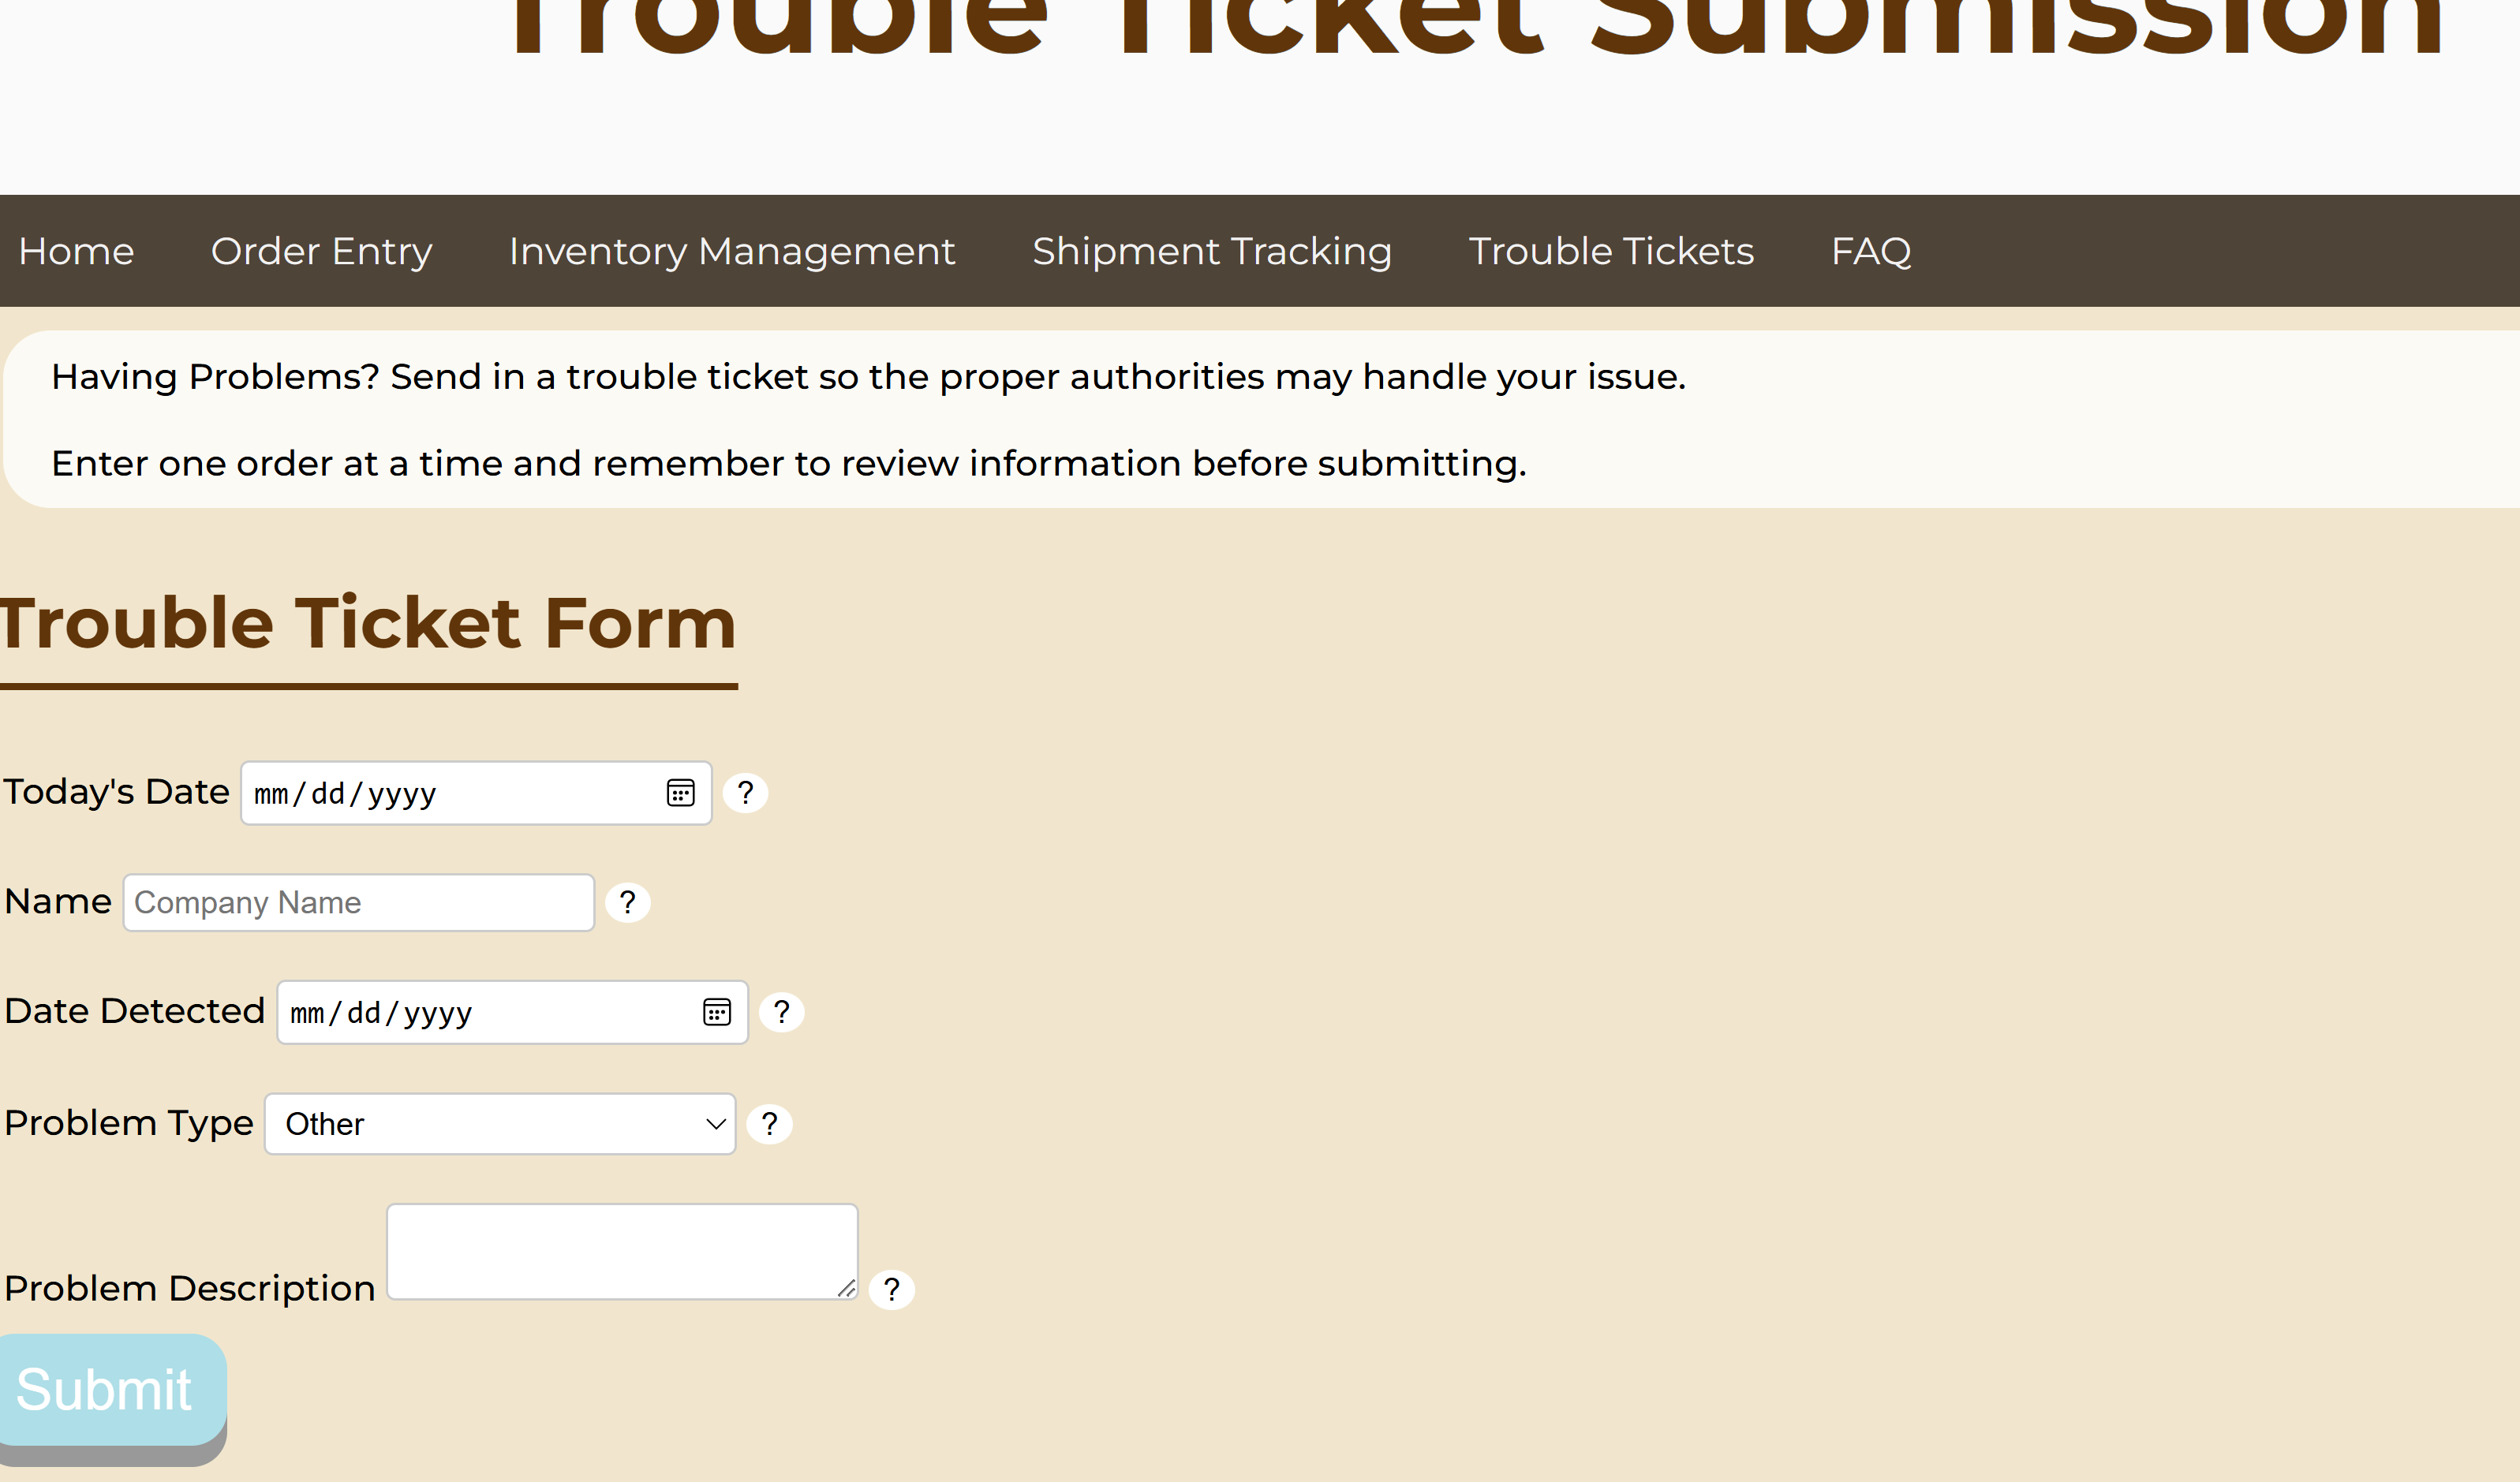 Trouble Ticket Submission
Home Order Entry Inventory Management Shipment Tracking Trouble Tickets FAQ
Having Problems? Send in a trouble ticket so the proper authorities may handle your issue.
Enter one order at a time and remember to review information before submitting.
Trouble Ticket Form
Today's Date mm/dd/yyyy ?
Name Company Name ?
Date Detected mm/dd/yyyy ?
Problem Type Other ?
Problem Description ?
Submit